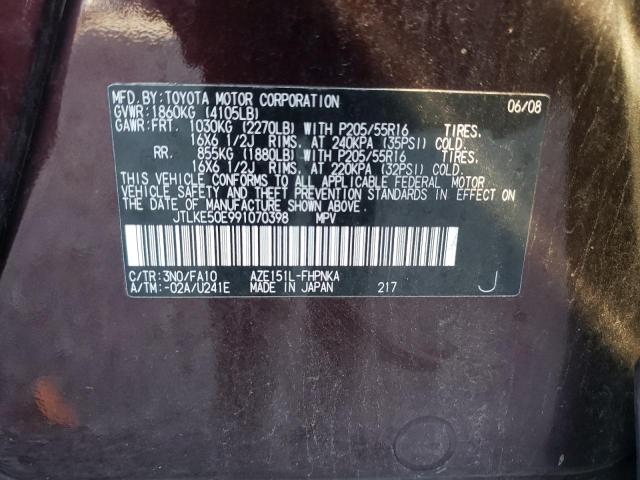 MFD. BY: TOYOTA MOTOR CORPORATION 06/08
GVWR: 1860KG (4105LB)
GAWR: FRT. 1030KG (2270LB) WITH P205/55R16 TIRES,
16X6 1/2J RIMS, AT 240KPA (35PSI) COLD.
RR. 855KG (1880LB) WITH P205/55R16 TIRES,
16X6 1/2J RIMS, AT 220KPA (32PSI) COLD.
THIS VEHICLE CONFORMS TO ALL APPLICABLE FEDERAL MOTOR
VEHICLE SAFETY AND THEFT PREVENTION STANDARDS IN EFFECT ON
THE DATE OF MANUFACTURE SHOWN ABOVE.
JTLKE50E991070398 MPV
C/TR: 3N0/FA10 AZE151L-FHPNKA
A/TM: -02A/U241E MADE IN JAPAN 217 J